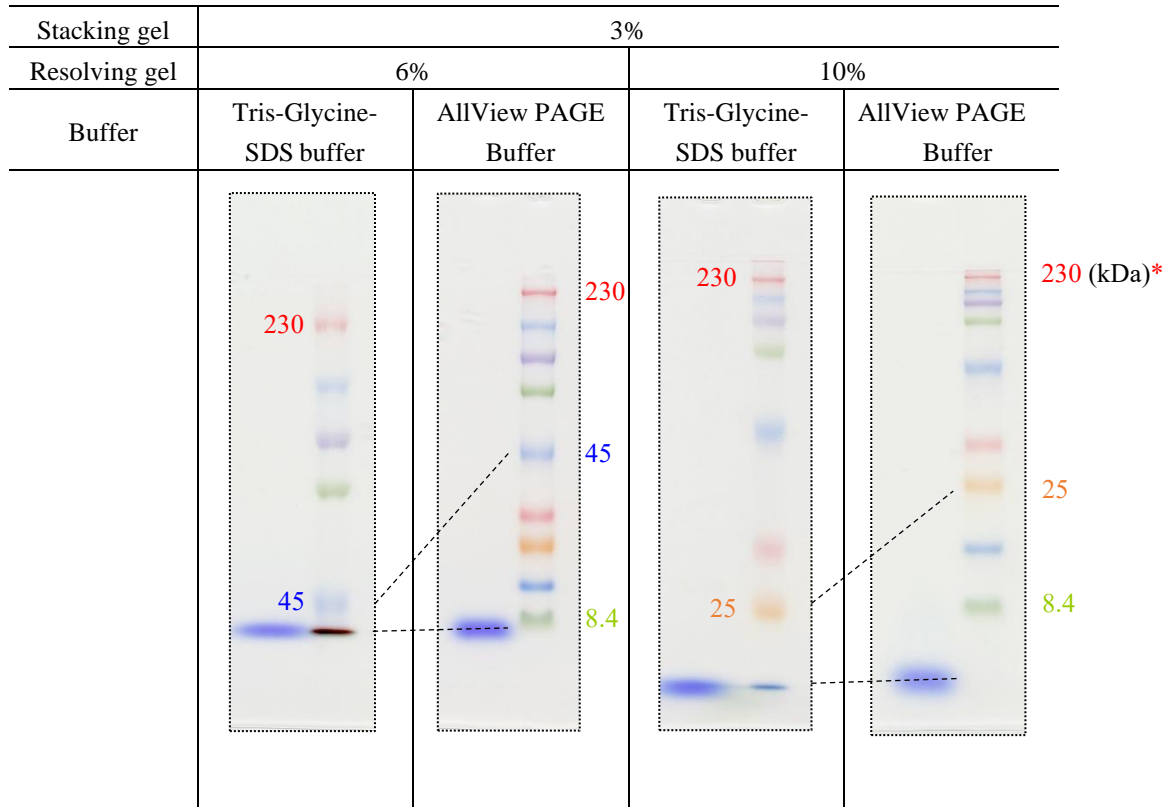 Stacking gel 3%
Resolving gel 6% 10%
Buffer
Tris-Glycine-
SDS buffer
AllView PAGE
Buffer
Tris-Glycine-
SDS buffer
AllView PAGE
Buffer
230
45
230
45
8.4
230
25
230 (kDa)*
25
8.4